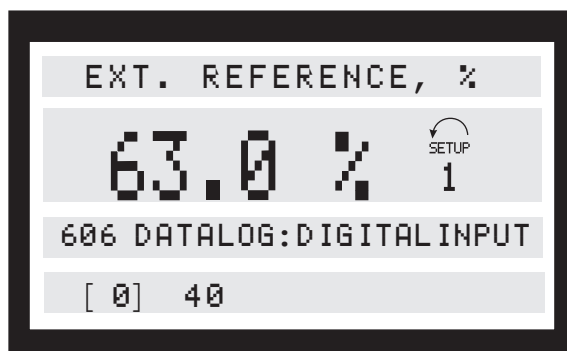 EXT. REFERENCE, %
63.0 %
SETUP
1
606 DATALOG:DIGITALINPUT
[ 0] 40